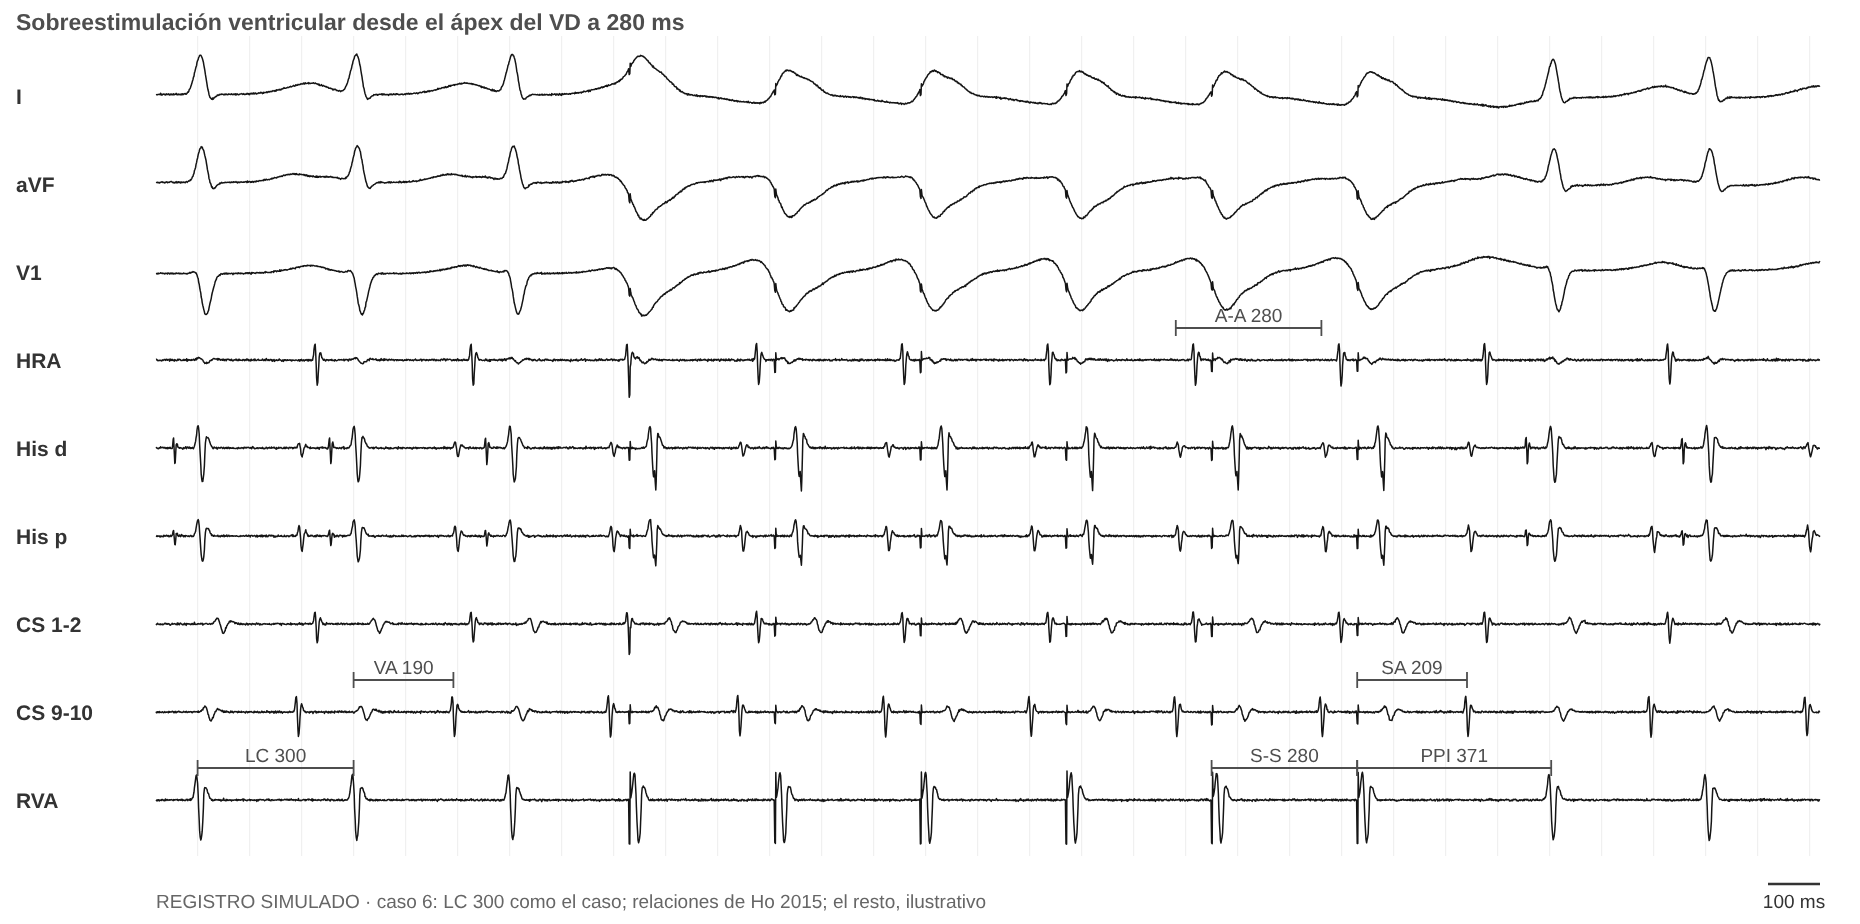 Sobreestimulación ventricular desde el ápex del VD a 280 ms
I
aVF
V1
A-A 280
HRA
His d
His p
CS 1-2
VA 190
SA 209
CS 9-10
LC 300
S-S 280
PPI 371
RVA
REGISTRO SIMULADO · caso 6: LC 300 como el caso; relaciones de Ho 2015; el resto, ilustrativo
100 ms